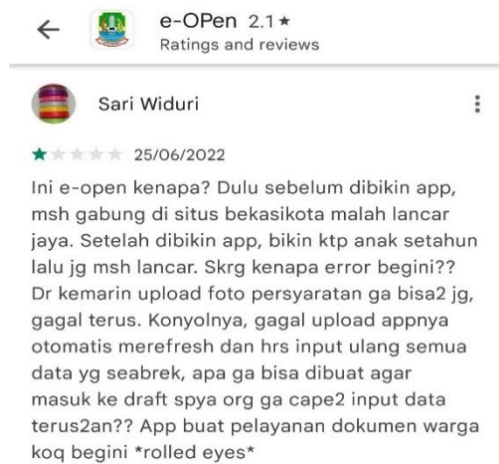 e-OPen 2.1★
Ratings and reviews
Sari Widuri
25/06/2022
Ini e-open kenapa? Dulu sebelum dibikin app,
msh gabung di situs bekasikota malah lancar
jaya. Setelah dibikin app, bikin ktp anak setahun
lalu jg msh lancar. Skrg kenapa error begini??
Dr kemarin upload foto persyaratan ga bisa2 jg,
gagal terus. Konyolnya, gagal upload appnya
otomatis merefresh dan hrs input ulang semua
data yg seabrek, apa ga bisa dibuat agar
masuk ke draft spya org ga cape2 input data
terus2an?? App buat pelayanan dokumen warga
koq begini *rolled eyes*